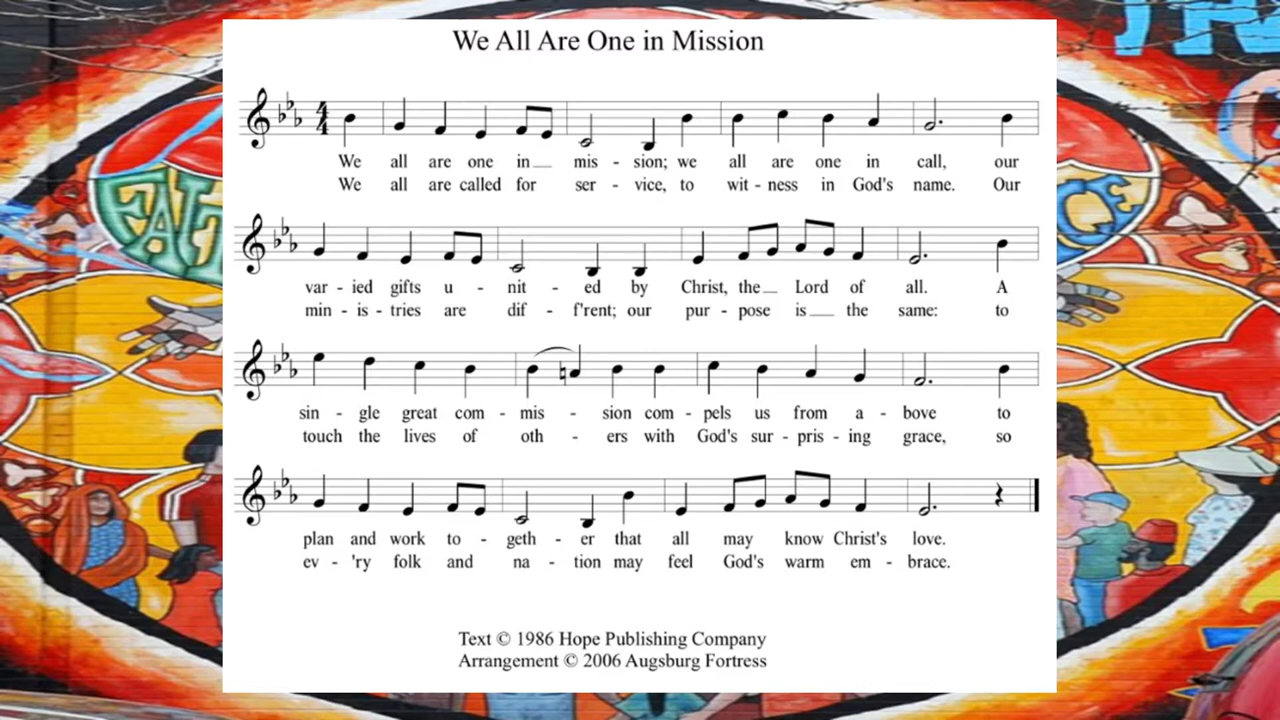 We All Are One in Mission
4
4
We all are one in__ mis - sion; we all are one in call, our
We all are called for ser - vice, to wit - ness in God's name. Our
var - ied gifts u - nit - ed by Christ, the__ Lord of all. A
min - is - tries are dif - f'rent; our pur - pose is__ the same: to
sin - gle great com - mis - sion com - pels us from a - bove to
touch the lives of oth - ers with God's sur - pris - ing grace, so
plan and work to - geth - er that all may know Christ's love.
ev - 'ry folk and na - tion may feel God's warm em - brace.
Text © 1986 Hope Publishing Company
Arrangement © 2006 Augsburg Fortress